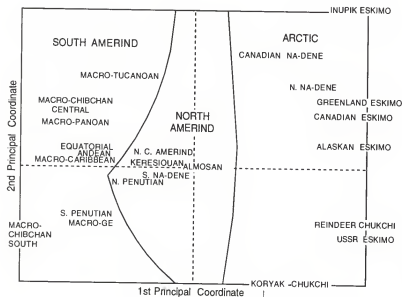 INUPIK ESKIMO
SOUTH AMERIND
ARCTIC
CANADIAN NA-DENE
MACRO-TUCANOAN
N. NA-DENE
MACRO-CHIBCHAN
CENTRAL
GREENLAND ESKIMO
MACRO-PANOAN
CANADIAN ESKIMO
NORTH
AMERIND
EQUATORIAL
ANDEAN
MACRO-CARIBBEAN
N. C. AMERIND
ALASKAN ESKIMO
KERESIOUAN
ALMOSAN
S. NA-DENE
N. PENUTIAN
S. PENUTIAN
MACRO-GE
MACRO-
CHIBCHAN
SOUTH
REINDEER CHUKCHI
USSR ESKIMO
KORYAK -CHUKCHI
2nd Principal Coordinate
1st Principal Coordinate